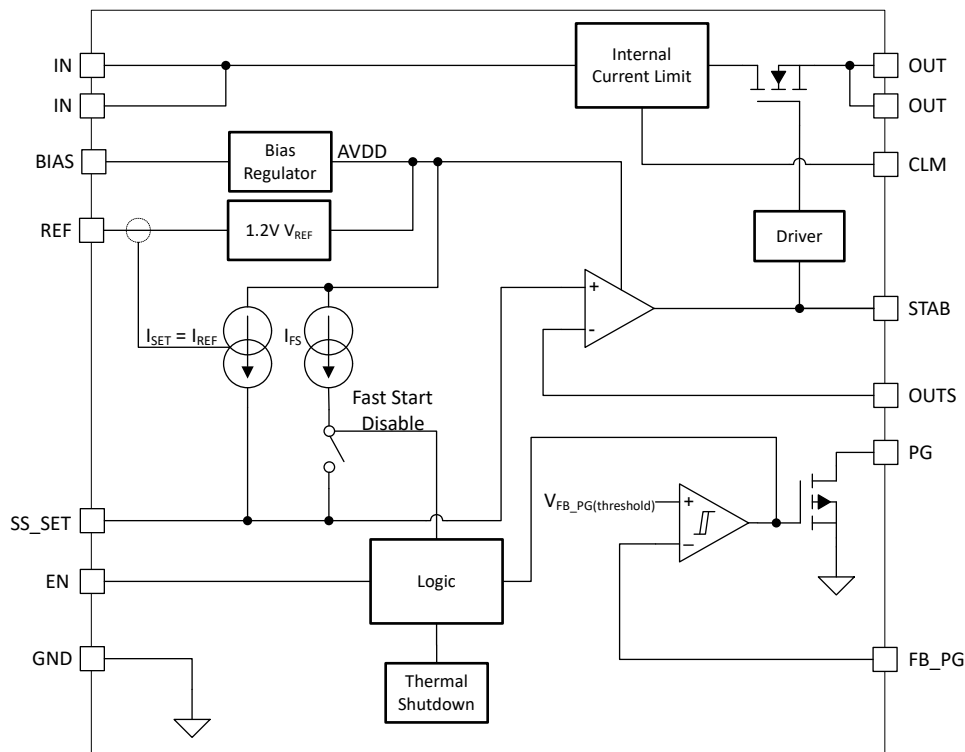 IN
Internal
Current Limit
OUT
IN
OUT
BIAS
Bias
Regulator
AVDD
CLM
REF
1.2V VREF
Driver
+
-
STAB
ISET = IREF
IFS
Fast Start
Disable
OUTS
PG
VFB_PG(threshold)
+
−
SS_SET
EN
Logic
GND
Thermal
Shutdown
FB_PG